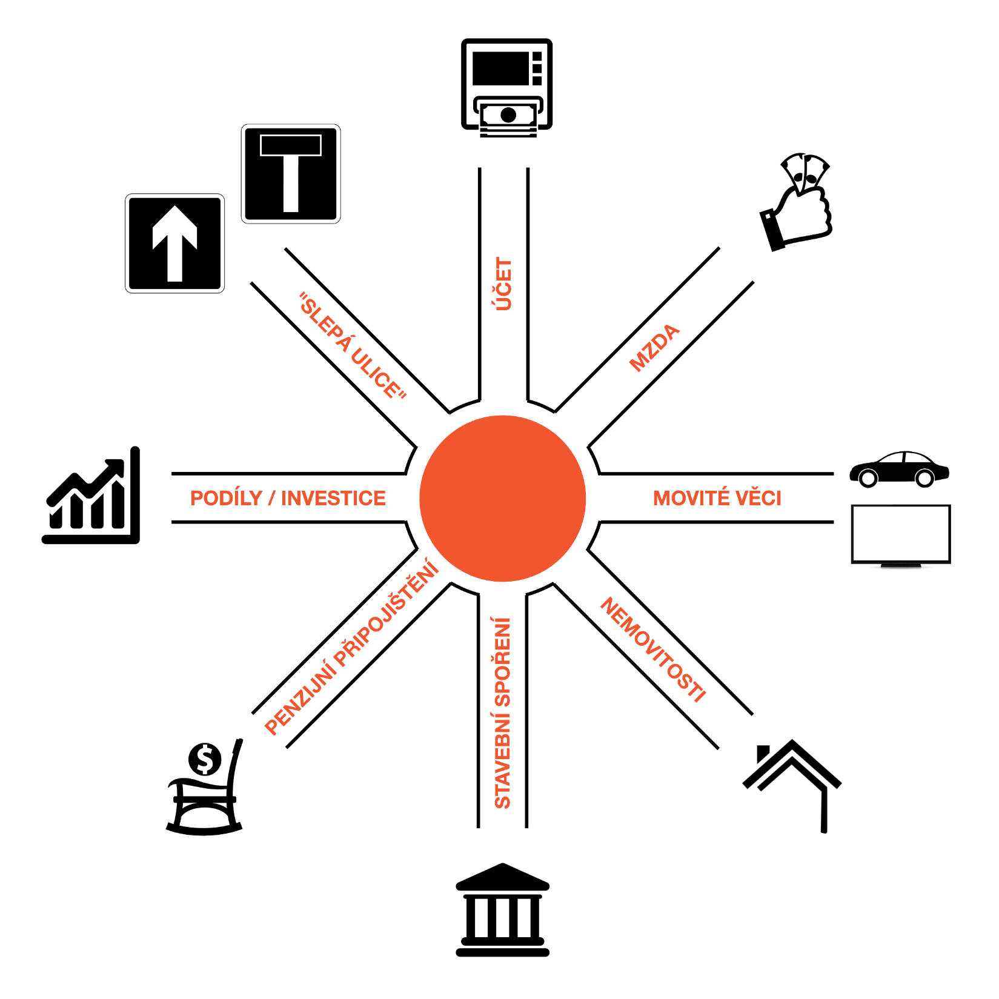 ÚČET
MZDA
"SLEPÁ ULICE"
PODÍLY / INVESTICE
MOVITÉ VĚCI
PENZIJNÍ PŘIPOJIŠTĚNÍ
STAVEBNÍ SPOŘENÍ
NEMOVITOSTI
$